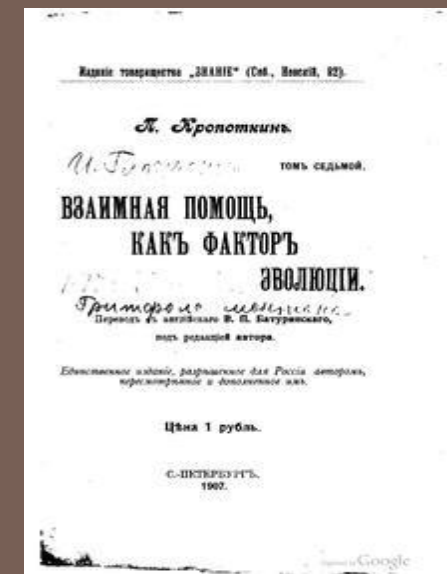 Изданіе товарищества „ЗНАНІЕ“ (Спб., Невскій, 92).
П. Кропоткинъ.
ТОМЪ СЕДЬМОЙ.
ВЗАИМНАЯ ПОМОЩЬ,
КАКЪ ФАКТОРЪ
ЭВОЛЮЦІИ.
Переводъ съ англійскаго В. П. Батуринскаго,
подъ редакціей автора.
Единственное изданіе, разрѣшенное для Россіи авторомъ,
пересмотрѣнное и дополненное имъ.
Цѣна 1 рубль.
С.-ПЕТЕРБУРГЪ.
1907.
Google